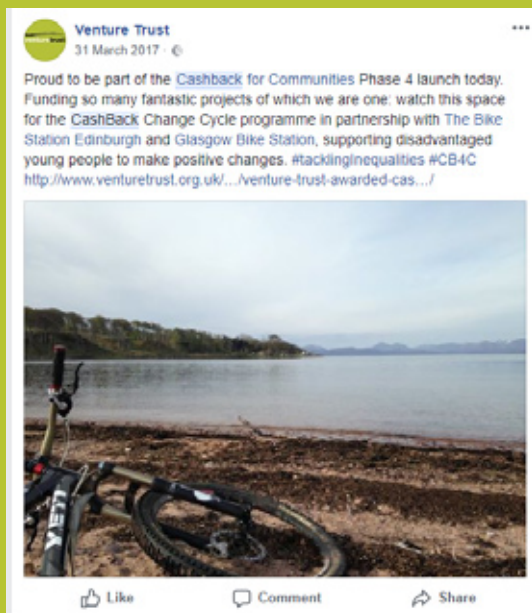 Venture Trust
31 March 2017
Proud to be part of the Cashback for Communities Phase 4 launch today.
Funding so many fantastic projects of which we are one: watch this space
for the CashBack Change Cycle programme in partnership with The Bike
Station Edinburgh and Glasgow Bike Station, supporting disadvantaged
young people to make positive changes. #tacklingInequalities #CB4C
http://www.venturetrust.org.uk/.../venture-trust-awarded-cas.../
YETI
Like Comment Share